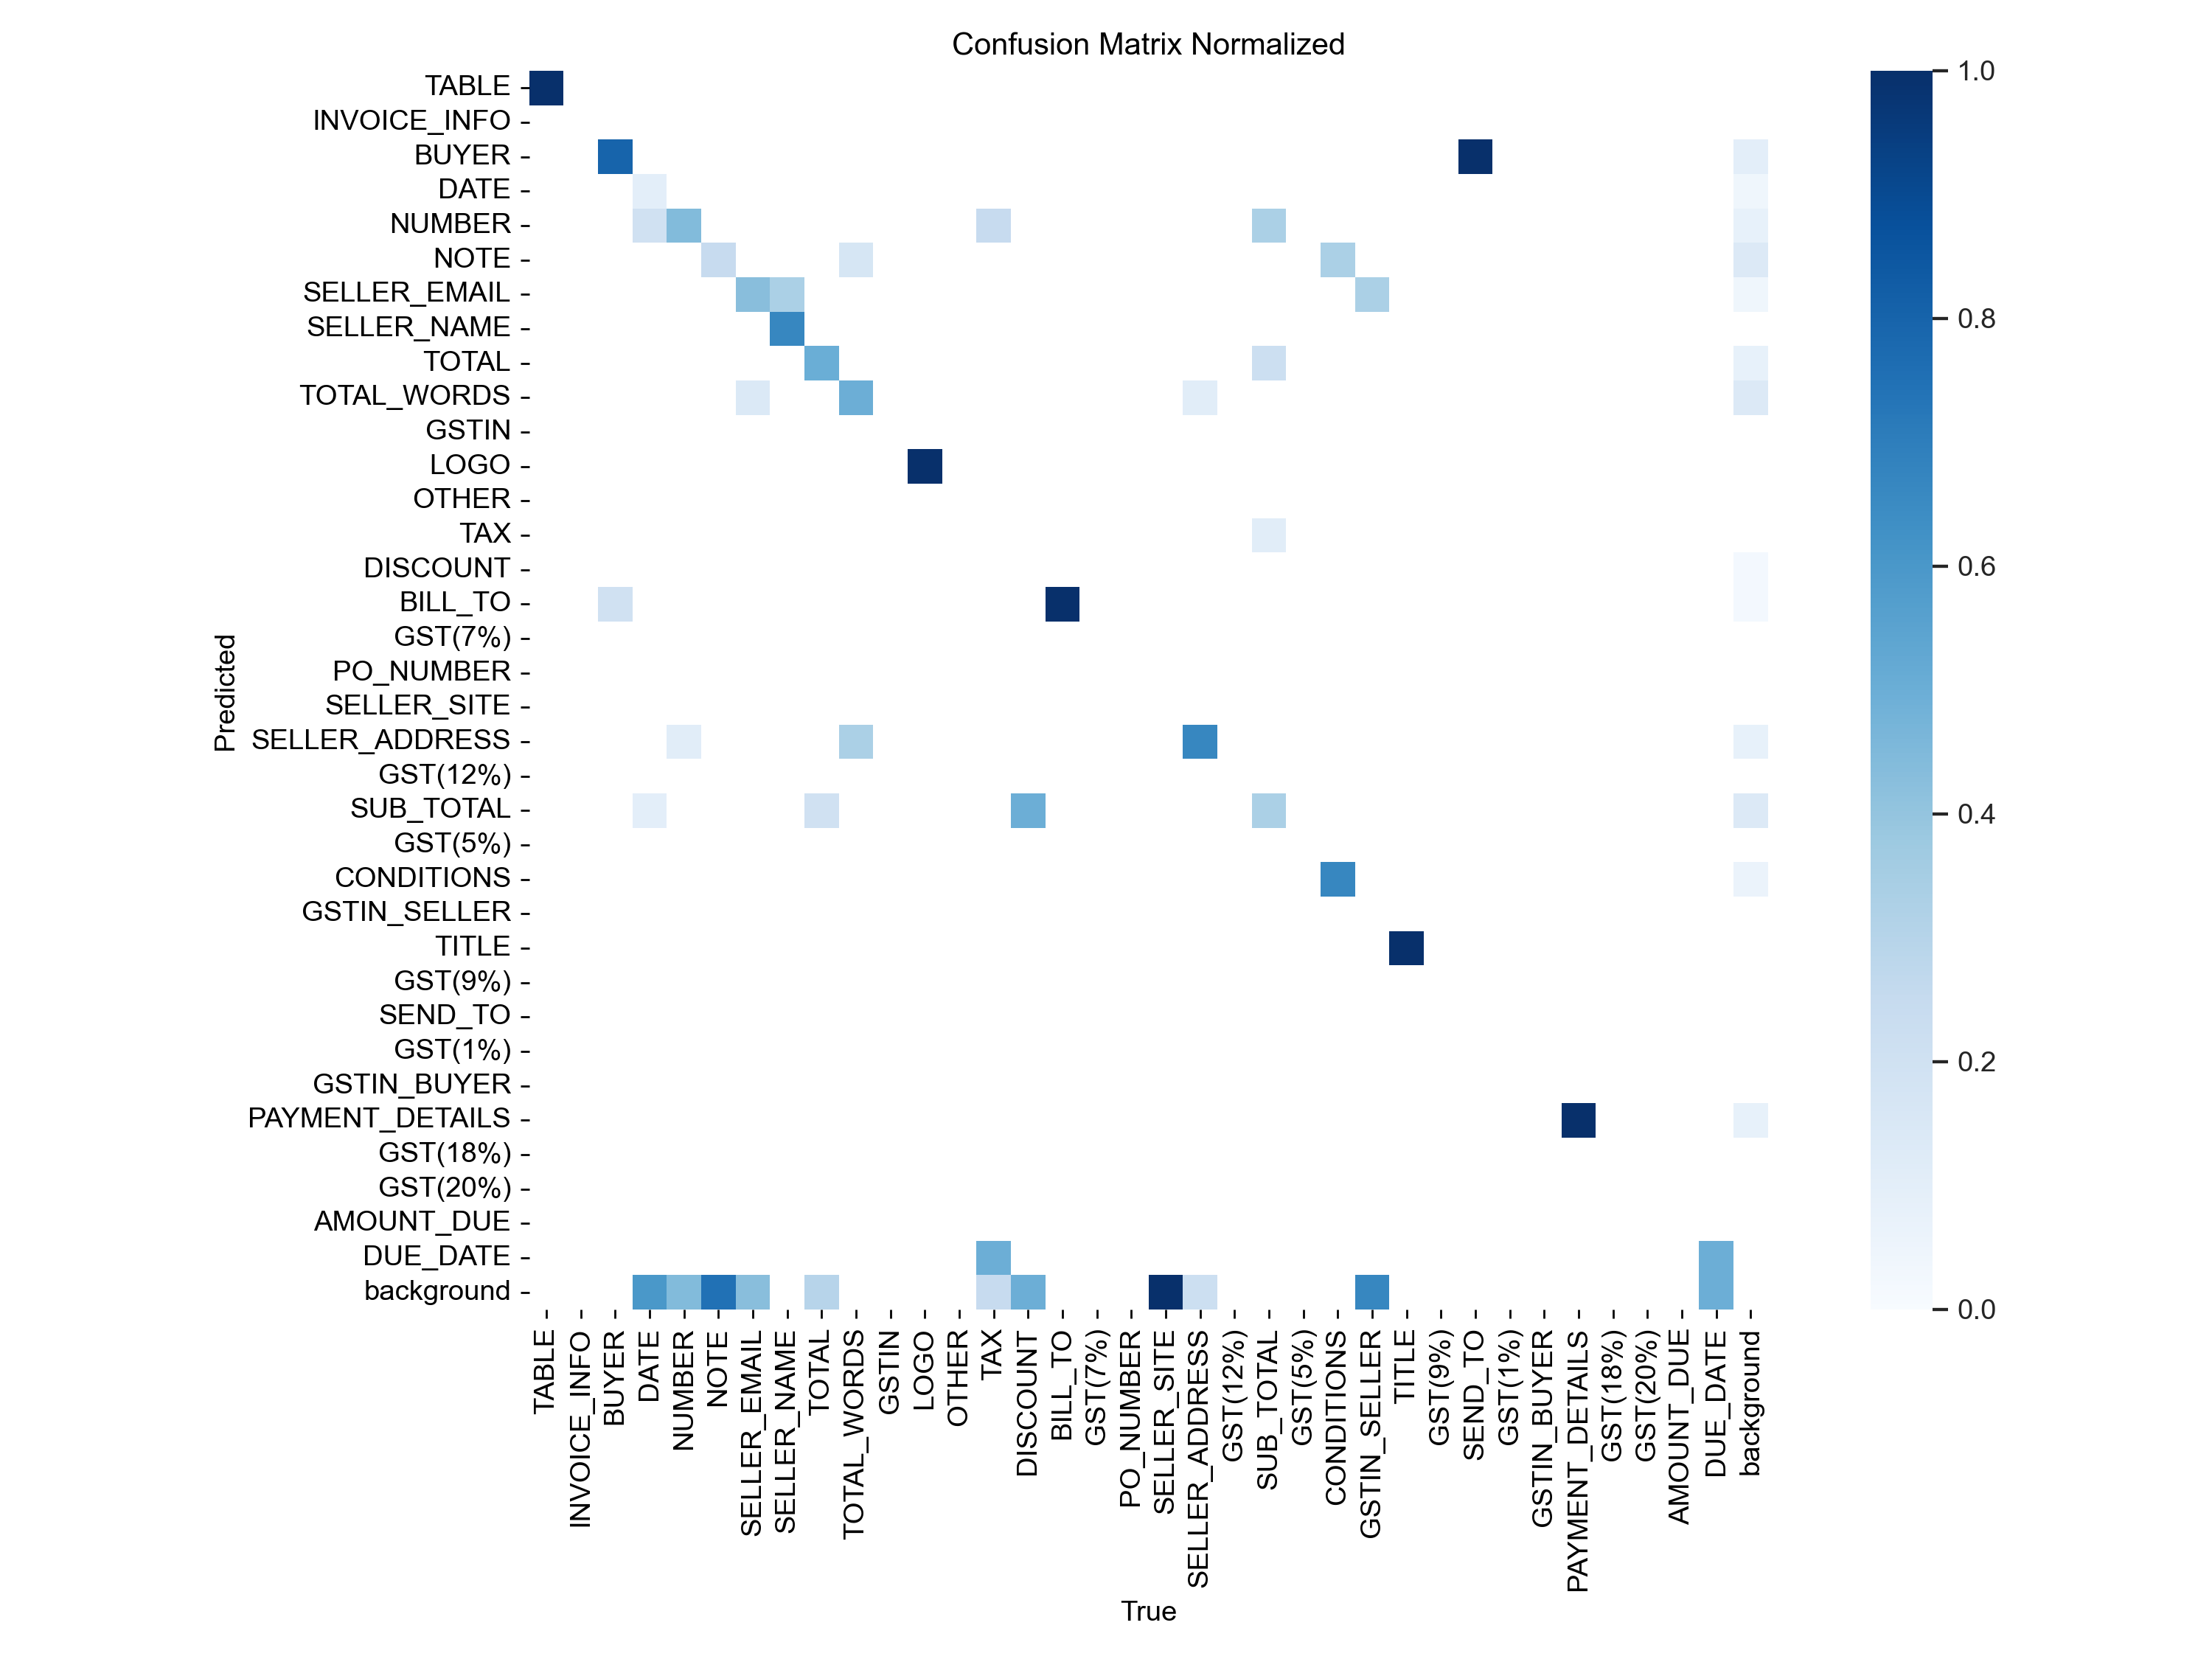 Confusion Matrix Normalized
TABLE
INVOICE_INFO
BUYER
DATE
NUMBER
NOTE
SELLER_EMAIL
SELLER_NAME
TOTAL
TOTAL_WORDS
GSTIN
LOGO
OTHER
TAX
DISCOUNT
BILL_TO
GST(7%)
PO_NUMBER
SELLER_SITE
SELLER_ADDRESS
GST(12%)
SUB_TOTAL
GST(5%)
CONDITIONS
GSTIN_SELLER
TITLE
GST(9%)
SEND_TO
GST(1%)
GSTIN_BUYER
PAYMENT_DETAILS
GST(18%)
GST(20%)
AMOUNT_DUE
DUE_DATE
background
Predicted
TABLE
INVOICE_INFO
BUYER
DATE
NUMBER
NOTE
SELLER_EMAIL
SELLER_NAME
TOTAL
TOTAL_WORDS
GSTIN
LOGO
OTHER
TAX
DISCOUNT
BILL_TO
GST(7%)
PO_NUMBER
SELLER_SITE
SELLER_ADDRESS
GST(12%)
SUB_TOTAL
GST(5%)
CONDITIONS
GSTIN_SELLER
TITLE
GST(9%)
SEND_TO
GST(1%)
GSTIN_BUYER
PAYMENT_DETAILS
GST(18%)
GST(20%)
AMOUNT_DUE
DUE_DATE
background
True
1.0
0.8
0.6
0.4
0.2
0.0